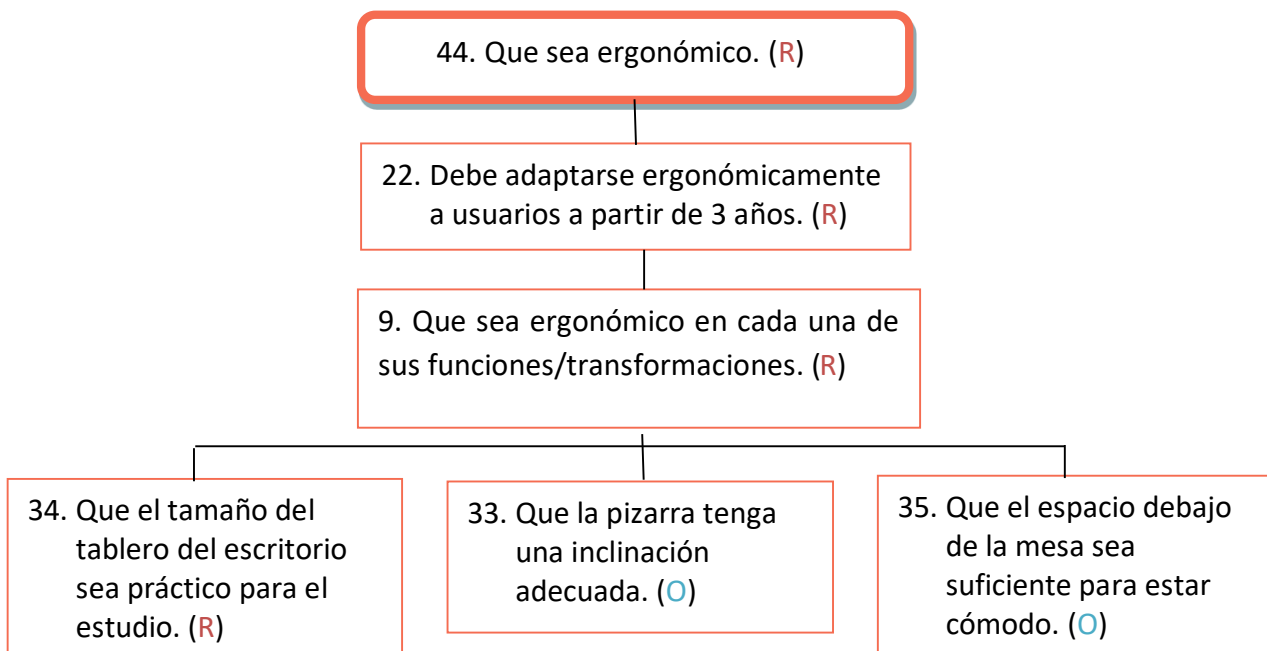 44. Que sea ergonómico. (R)
22. Debe adaptarse ergonómicamente
a usuarios a partir de 3 años. (R)
9. Que sea ergonómico en cada una de
sus funciones/transformaciones. (R)
34. Que el tamaño del
tablero del escritorio
sea práctico para el
estudio. (R)
33. Que la pizarra tenga
una inclinación
adecuada. (O)
35. Que el espacio debajo
de la mesa sea
suficiente para estar
cómodo. (O)